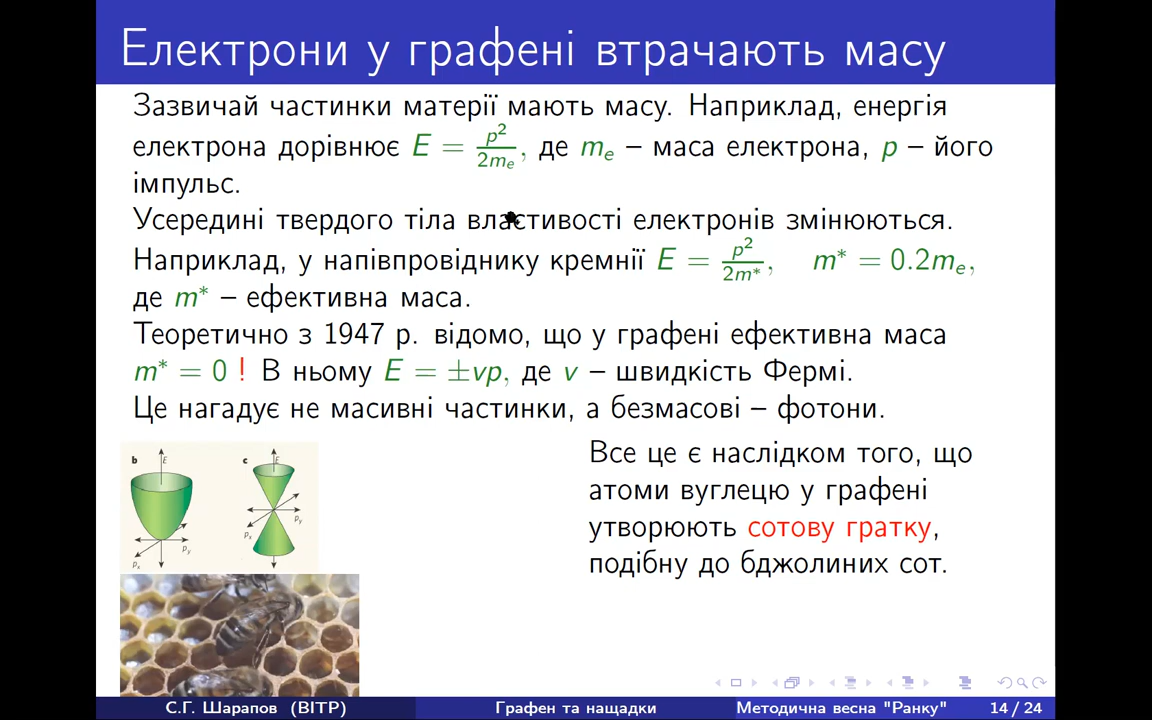 Електрони у графені втрачають масу
Зазвичай частинки матерії мають масу. Наприклад, енергія
електрона дорівнює E = p²/2mₑ, де mₑ – маса електрона, p – його
імпульс.
Усередині твердого тіла властивості електронів змінюються.
Наприклад, у напівпровіднику кремнії E = p²/2m*, m* = 0.2mₑ,
де m* – ефективна маса.
Теоретично з 1947 р. відомо, що у графені ефективна маса
m* = 0 ! В ньому E = ±vp, де v – швидкість Фермі.
Це нагадує не масивні частинки, а безмасові – фотони.
b E c E
pₓ p_y pₓ p_y
Все це є наслідком того, що
атоми вуглецю у графені
утворюють сотову гратку,
подібну до бджолиних сот.
С.Г. Шарапов (ВІТР) Графен та нащадки Методична весна "Ранку" 14 / 24